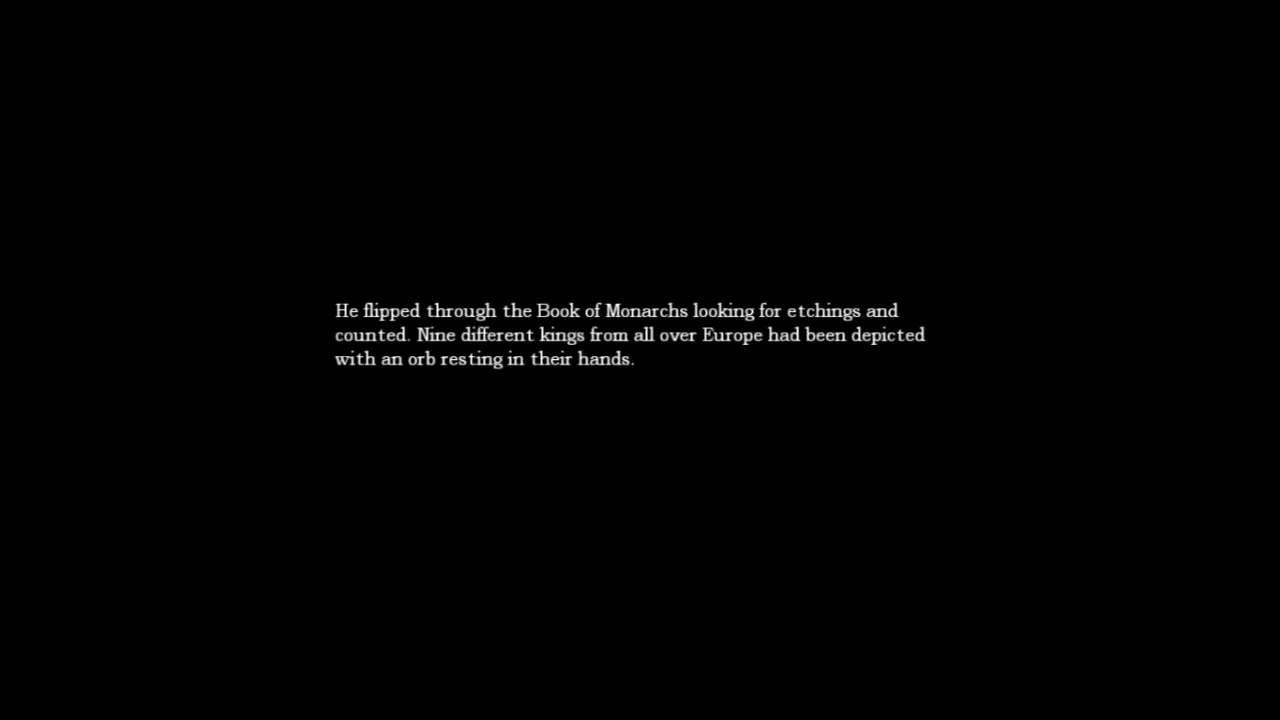 He flipped through the Book of Monarchs looking for etchings and
counted. Nine different kings from all over Europe had been depicted
with an orb resting in their hands.